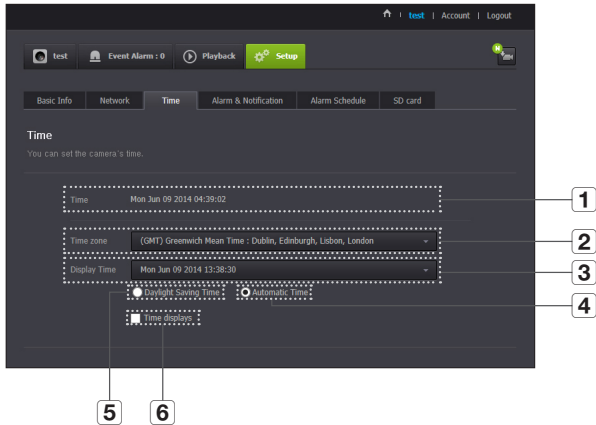 test | Account | Logout
test Event Alarm : 0 Playback Setup
N
Basic Info Network Time Alarm & Notification Alarm Schedule SD card
Time
You can set the camera's time.
Time Mon Jun 09 2014 04:39:02
1
Time zone (GMT) Greenwich Mean Time : Dublin, Edinburgh, Lisbon, London
2
Display Time Mon Jun 09 2014 13:38:30
3
Daylight Saving Time Automatic Time
4
Time displays
5 6